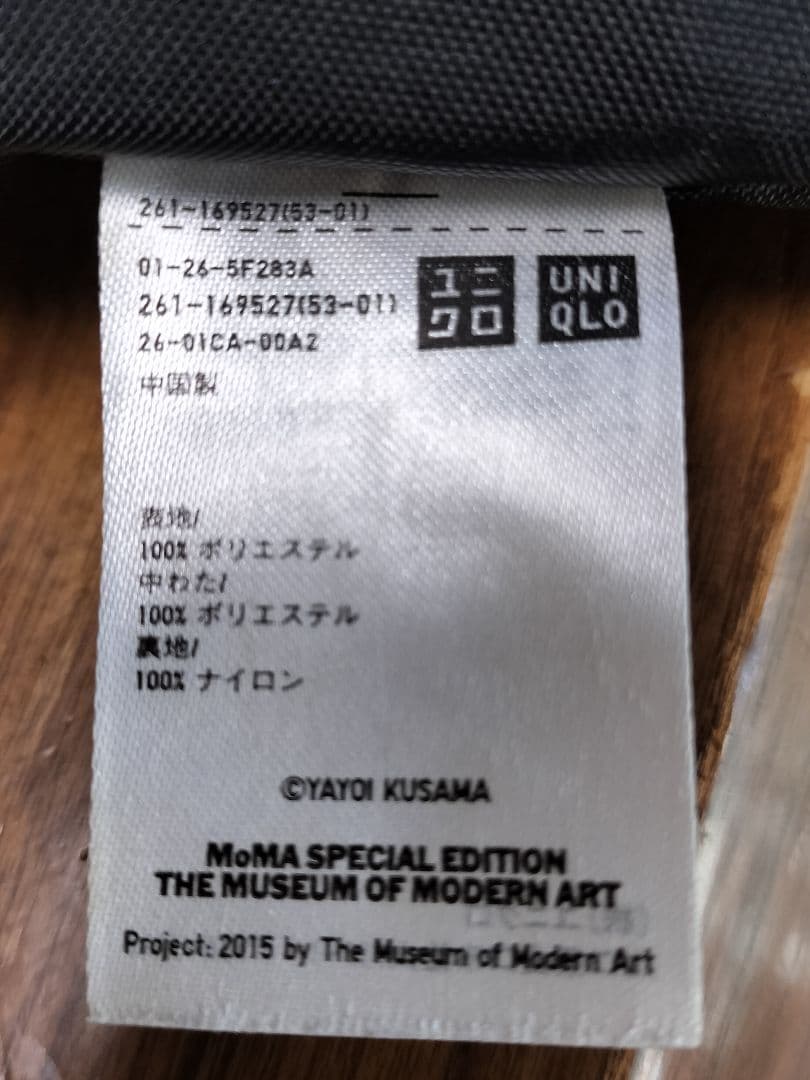 261-169527(53-01)
01-26-5F283A
261-169527(53-01)
26-01CA-00A2
中国製
ユニ
クロ
UNI
QLO
表地/
100% ポリエステル
中わた/
100% ポリエステル
裏地/
100% ナイロン
©YAYOI KUSAMA
MoMA SPECIAL EDITION
THE MUSEUM OF MODERN ART
Project: 2015 by The Museum of Modern Art